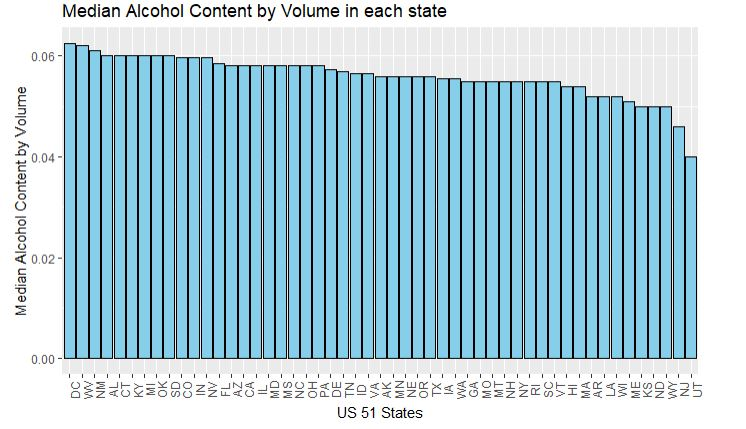 Median Alcohol Content by Volume in each state
Median Alcohol Content by Volume
0.06
0.04
0.02
0.00
DC WV NM AL CT KY MI OK SD CO IN NV FL AZ CA IL MD MS NC OH PA DE TN ID VA AK MN NE OR TX IA WA GA MO MT NH NY RI SC VT HI MA AR LA WI ME KS ND WY NJ UT
US 51 States